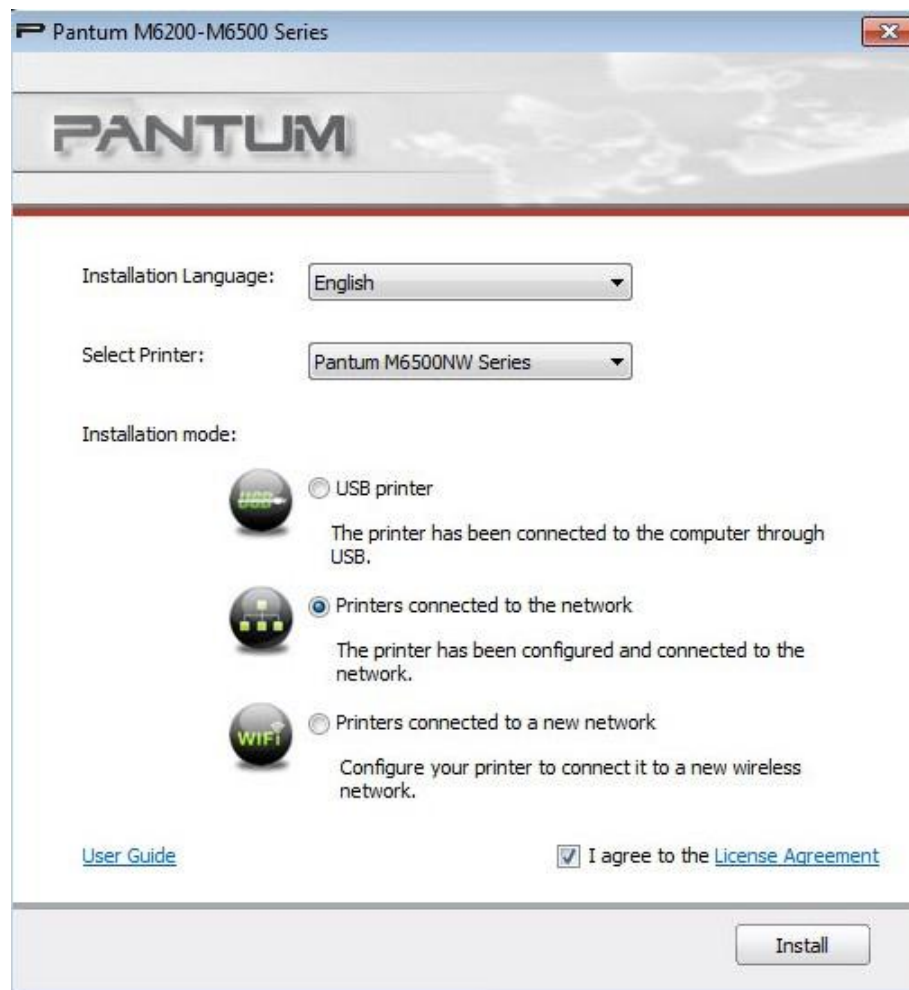 Pantum M6200-M6500 Series
PANTUM
Installation Language:
English
Select Printer:
Pantum M6500NW Series
Installation mode:
USB
USB printer
The printer has been connected to the computer through
USB.
Printers connected to the network
The printer has been configured and connected to the
network.
WIFI
Printers connected to a new network
Configure your printer to connect it to a new wireless
network.
User Guide
I agree to the License Agreement
Install